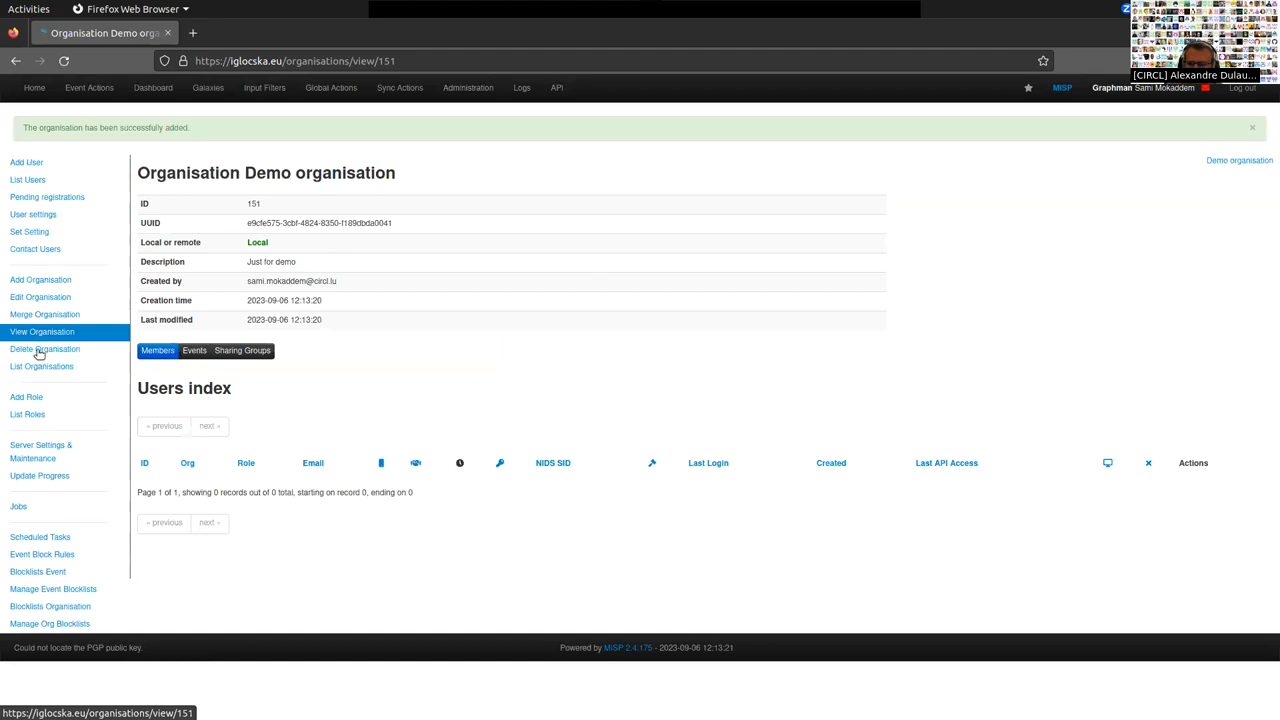 Activities
Firefox Web Browser
Organisation Demo orga
https://iglocska.eu/organisations/view/151
[CIRCL] Alexandre Dulau...
Home Event Actions Dashboard Galaxies Input Filters Global Actions Sync Actions Administration Logs API
MISP Graphman Sami Mokaddem Log out
The organisation has been successfully added. ×
Add User
List Users
Pending registrations
User settings
Set Setting
Contact Users
Add Organisation
Edit Organisation
Merge Organisation
View Organisation
Delete Organisation
List Organisations
Add Role
List Roles
Server Settings &
Maintenance
Update Progress
Jobs
Scheduled Tasks
Event Block Rules
Blocklists Event
Manage Event Blocklists
Blocklists Organisation
Manage Org Blocklists
Organisation Demo organisation
Demo organisation
ID 151
UUID e9cfe575-3cbf-4824-8350-f189dbda0041
Local or remote Local
Description Just for demo
Created by sami.mokaddem@circl.lu
Creation time 2023-09-06 12:13:20
Last modified 2023-09-06 12:13:20
Members Events Sharing Groups
Users index
« previous next »
ID Org Role Email NIDS SID Last Login Created Last API Access Actions
Page 1 of 1, showing 0 records out of 0 total, starting on record 0, ending on 0
« previous next »
Could not locate the PGP public key.
Powered by MISP 2.4.175 - 2023-09-06 12:13:21
https://iglocska.eu/organisations/view/151